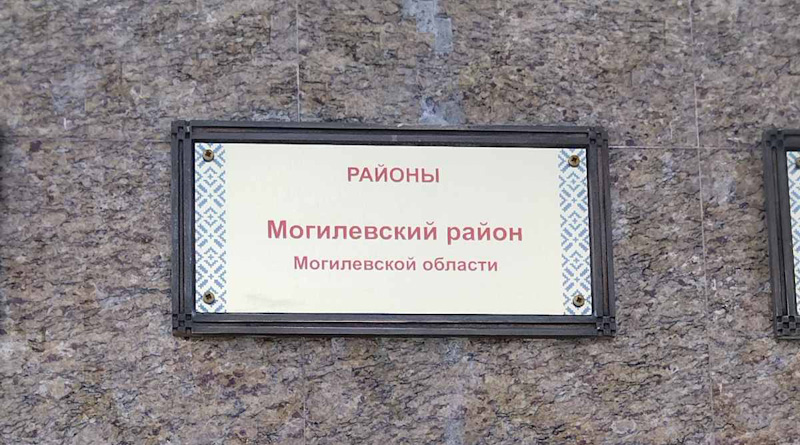 РАЙОНЫ
Могилевский район
Могилевской области